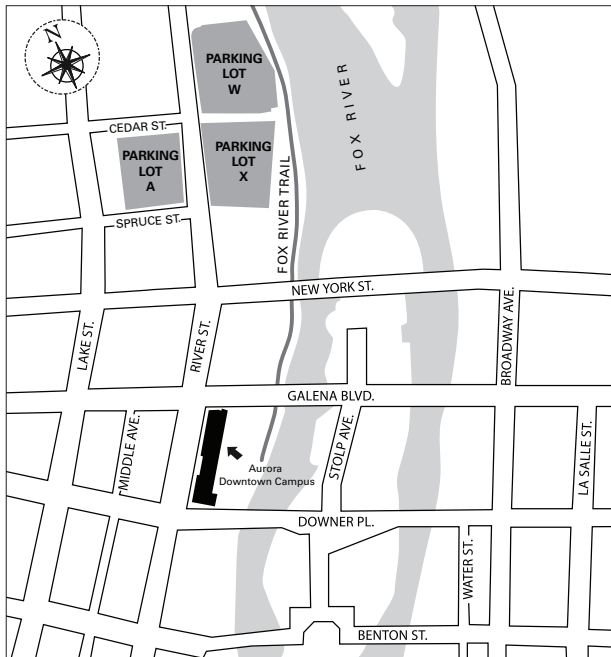 N
PARKING
LOT
W
FOX RIVER
CEDAR ST.
PARKING
LOT
A
PARKING
LOT
X
SPRUCE ST.
FOX RIVER TRAIL
NEW YORK ST.
LAKE ST.
RIVER ST.
BROADWAY AVE.
GALENA BLVD.
MIDDLE AVE.
STOLP AVE.
LA SALLE ST.
Aurora
Downtown Campus
DOWNER PL.
WATER ST.
BENTON ST.